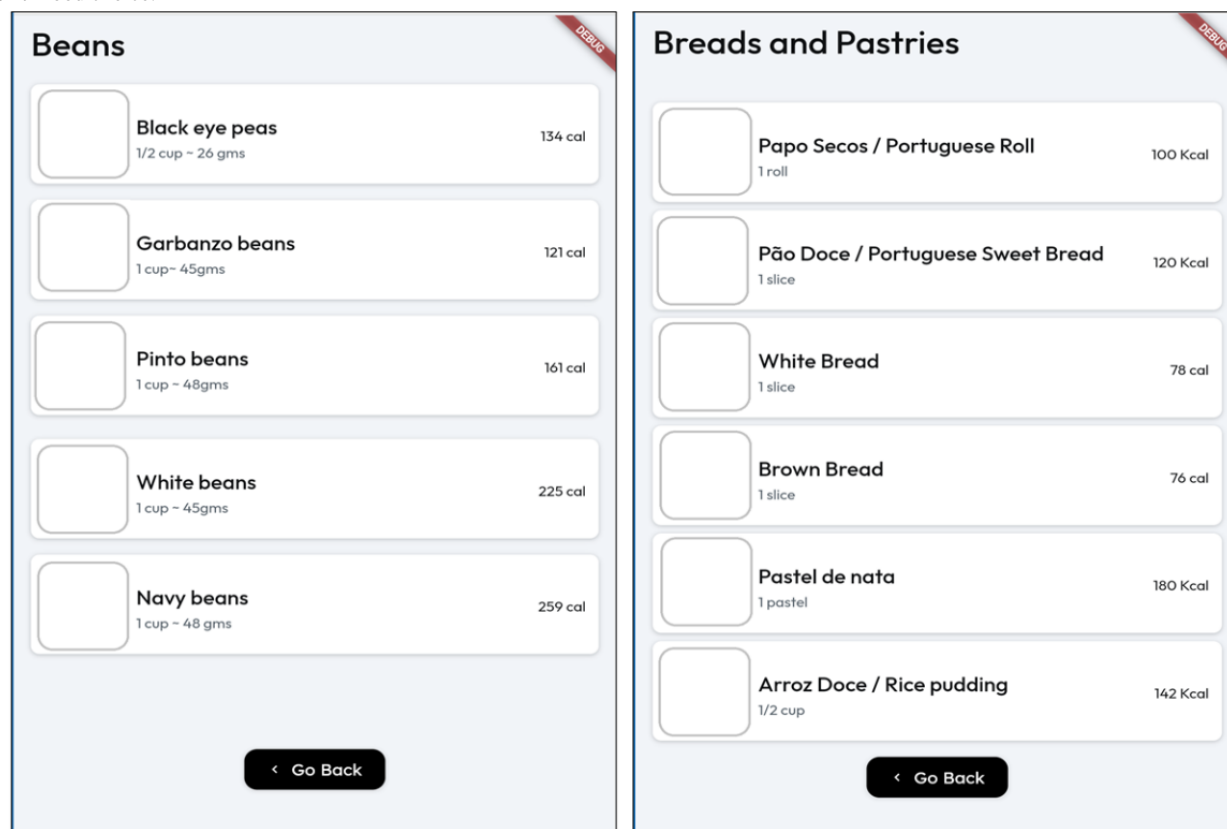 Beans
DEBUG
Black eye peas
1/2 cup ~ 26 gms
134 cal
Garbanzo beans
1 cup~ 45gms
121 cal
Pinto beans
1 cup ~ 48gms
161 cal
White beans
1 cup ~ 45gms
225 cal
Navy beans
1 cup ~ 48 gms
259 cal
‹ Go Back
Breads and Pastries
DEBUG
Papo Secos / Portuguese Roll
1 roll
100 Kcal
Pão Doce / Portuguese Sweet Bread
1 slice
120 Kcal
White Bread
1 slice
78 cal
Brown Bread
1 slice
76 cal
Pastel de nata
1 pastel
180 Kcal
Arroz Doce / Rice pudding
1/2 cup
142 Kcal
‹ Go Back